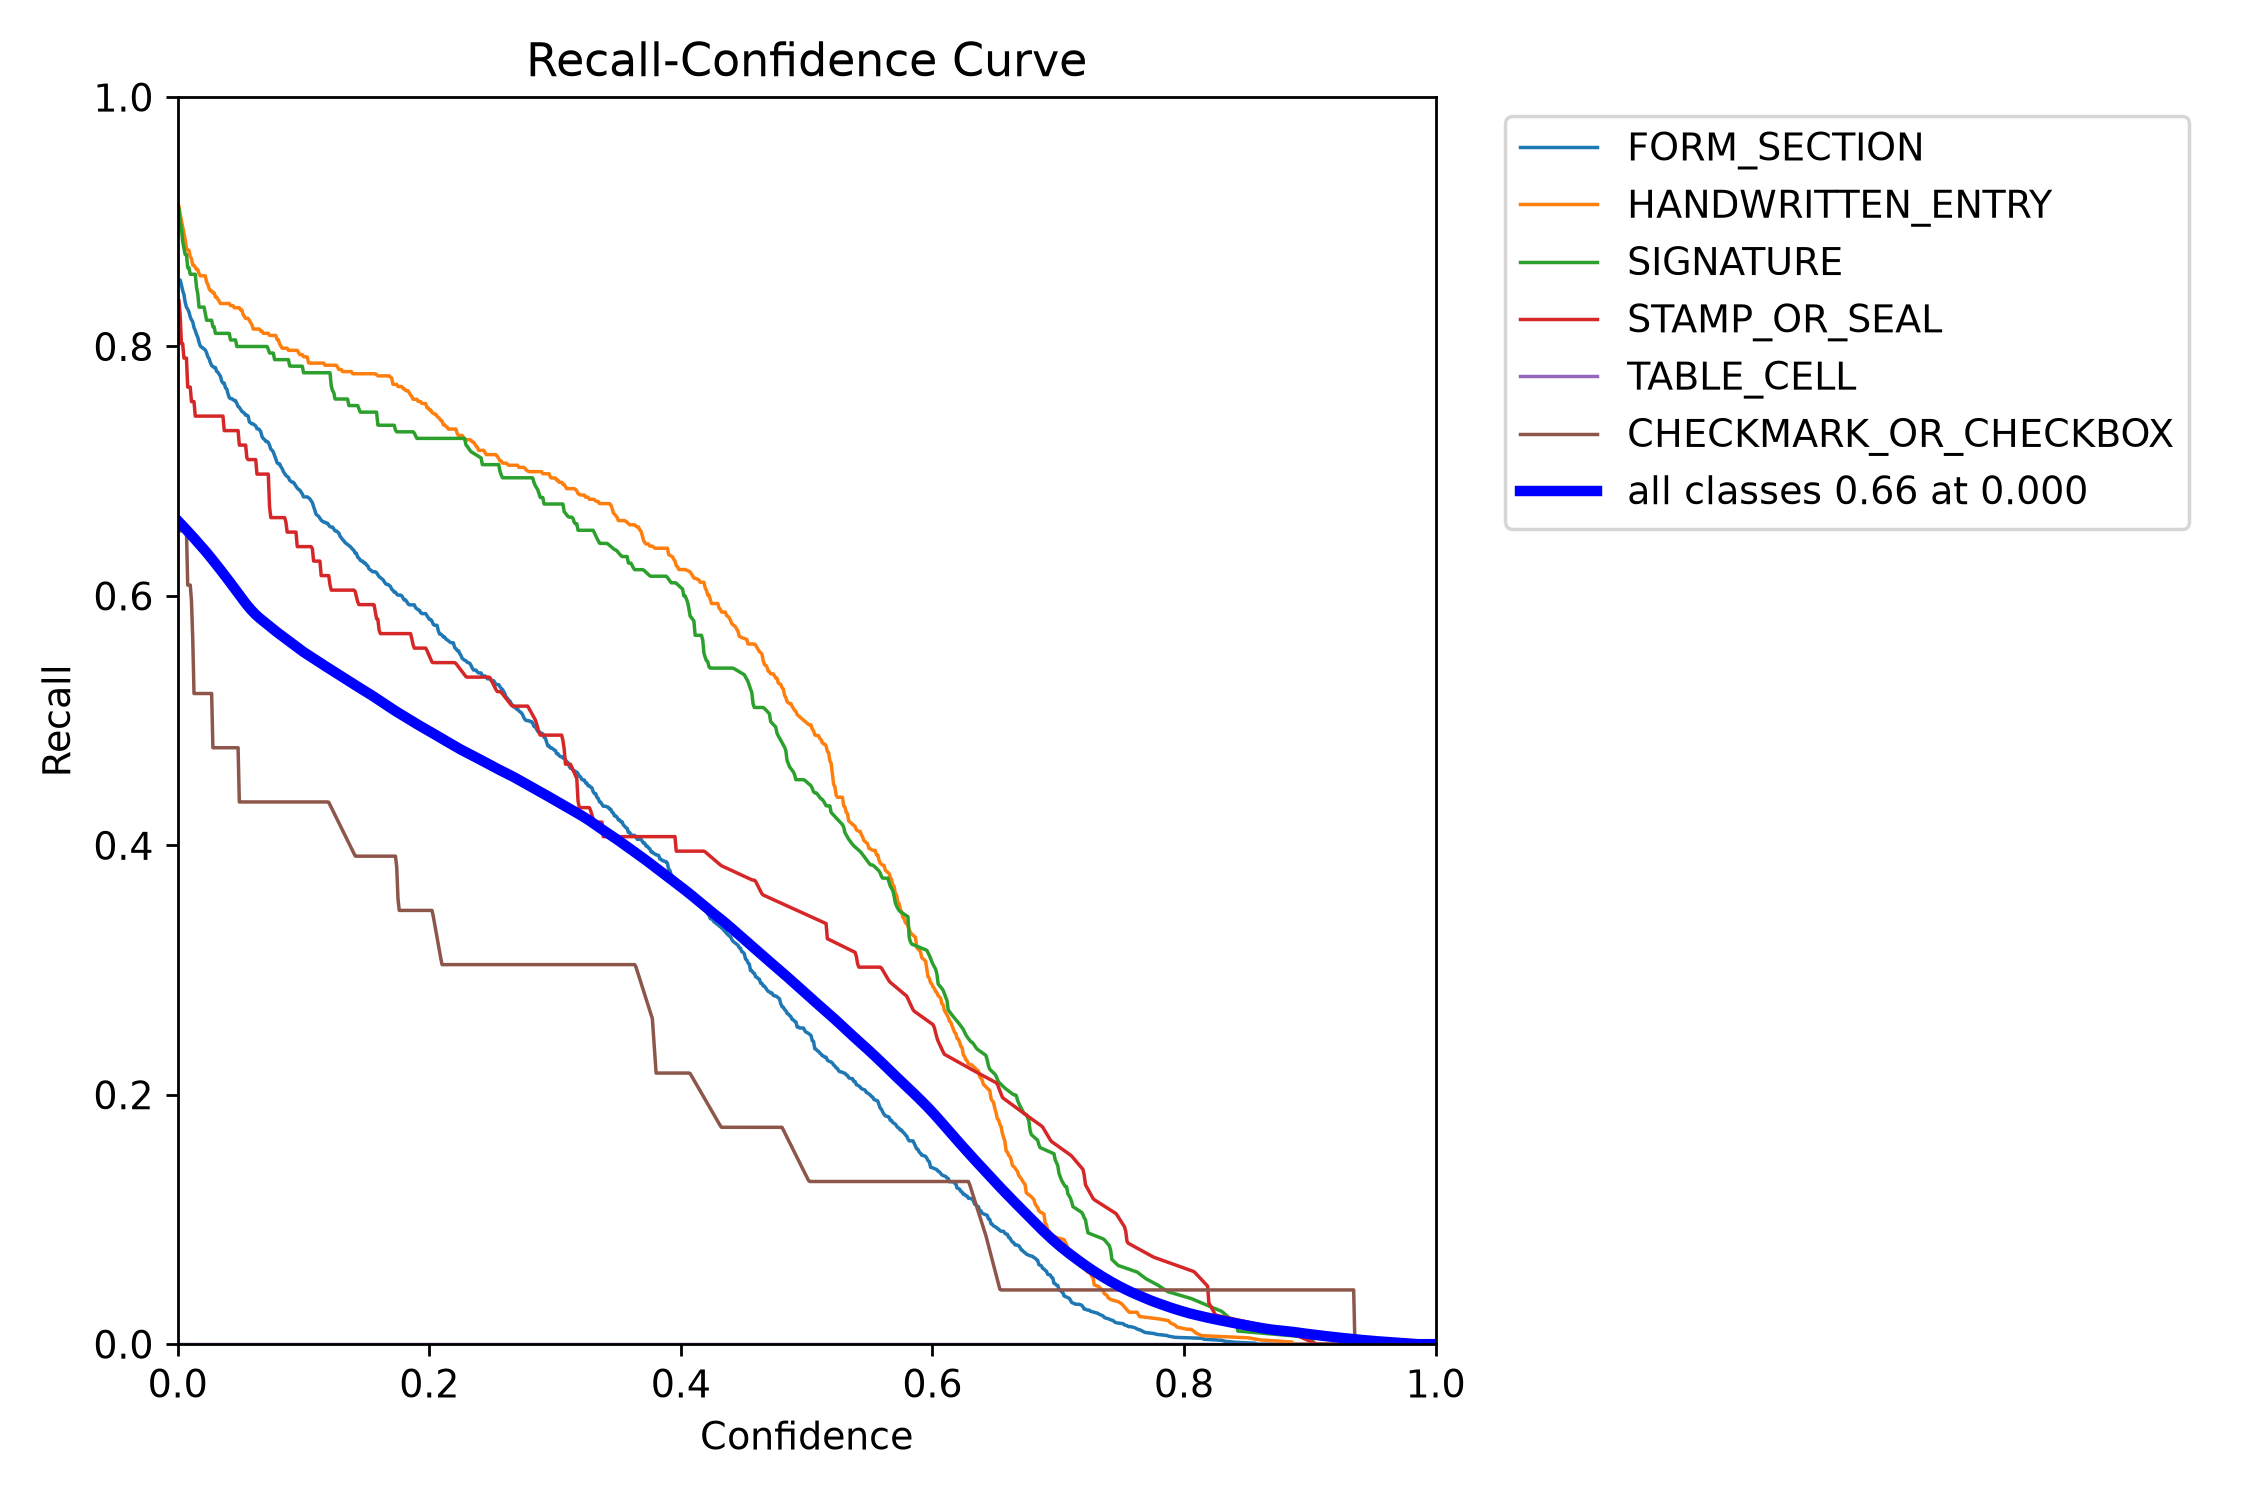 Recall-Confidence Curve
1.0
0.8
0.6
0.4
0.2
0.0
Recall
0.0 0.2 0.4 0.6 0.8 1.0
Confidence
FORM_SECTION
HANDWRITTEN_ENTRY
SIGNATURE
STAMP_OR_SEAL
TABLE_CELL
CHECKMARK_OR_CHECKBOX
all classes 0.66 at 0.000